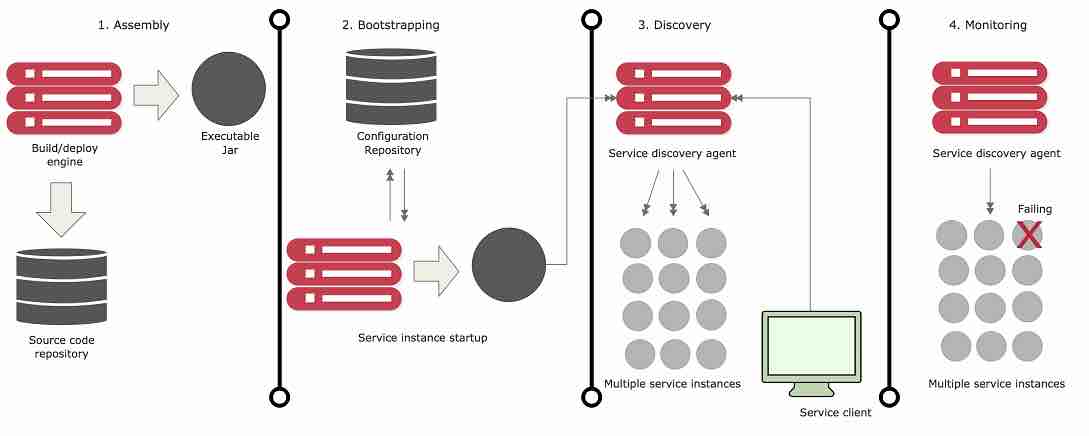 1. Assembly
Build/deploy
engine
Executable
Jar
Source code
repository
2. Bootstrapping
Configuration
Repository
Service instance startup
3. Discovery
Service discovery agent
Multiple service instances
Service client
4. Monitoring
Service discovery agent
Failing
Multiple service instances